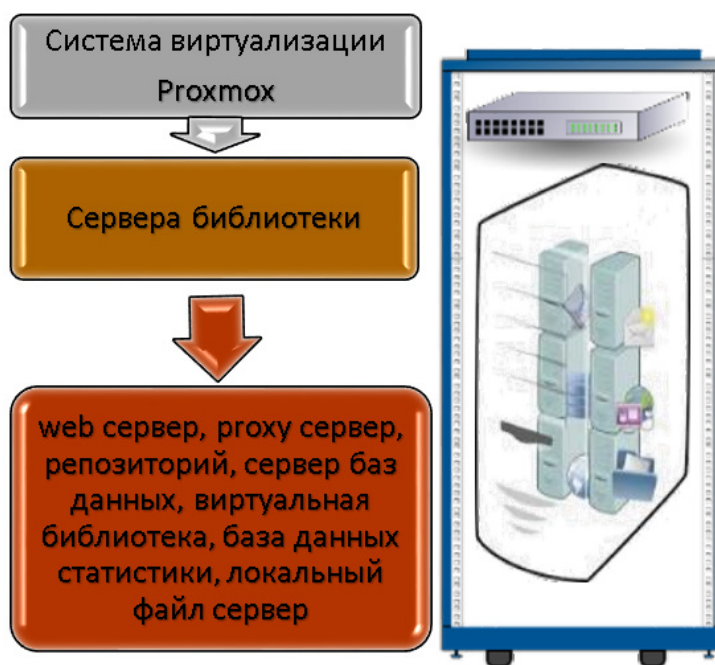 Система виртуализации
Proxmox
Сервера библиотеки
web сервер, proxy сервер,
репозиторий, сервер баз
данных, виртуальная
библиотека, база данных
статистики, локальный
файл сервер